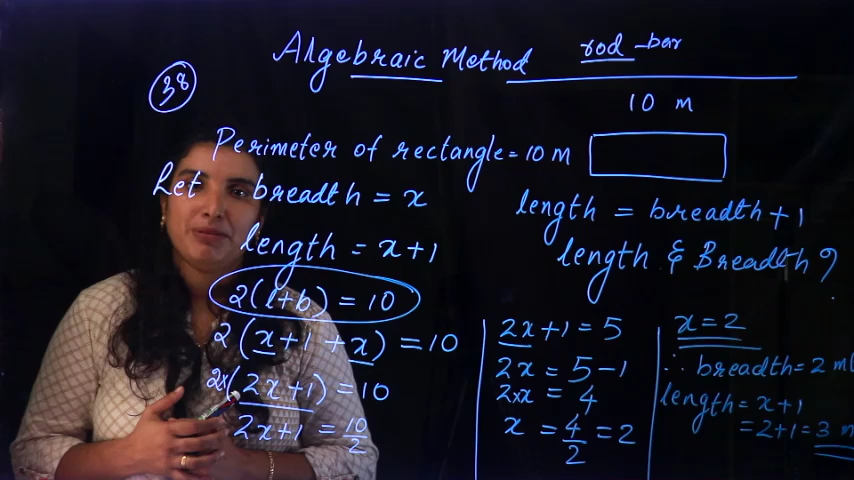 Algebraic Method
rod - bar
38
10 m
Perimeter of rectangle = 10 m
Let breadth = x
length = x+1
2(l+b) = 10
2(x+1+x) = 10
2x(2x+1) = 10
2x+1 = 10/2
length = breadth+1
length & Breadth?
2x+1 = 5
2x = 5-1
2xx = 4
x = 4/2 = 2
x = 2
∴ breadth = 2
length = x+1
= 2+1 = 3